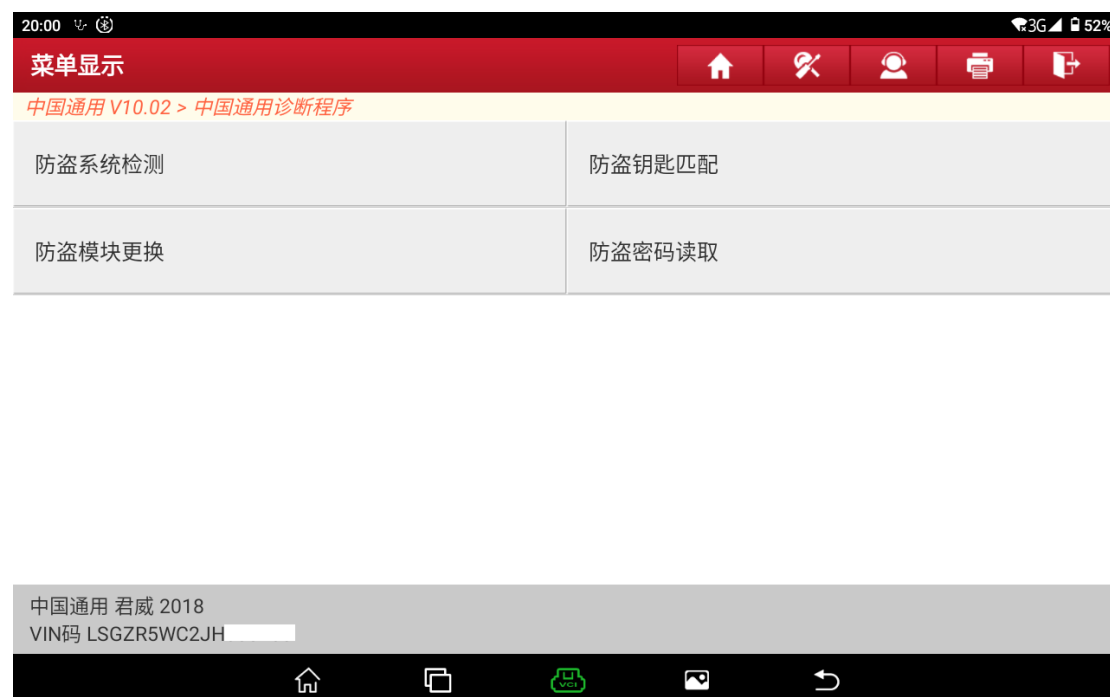 20:00 3G 52%
菜单显示
中国通用 V10.02 > 中国通用诊断程序
防盗系统检测 防盗钥匙匹配
防盗模块更换 防盗密码读取
中国通用 君威 2018
VIN码 LSGZR5WC2JH
VCI